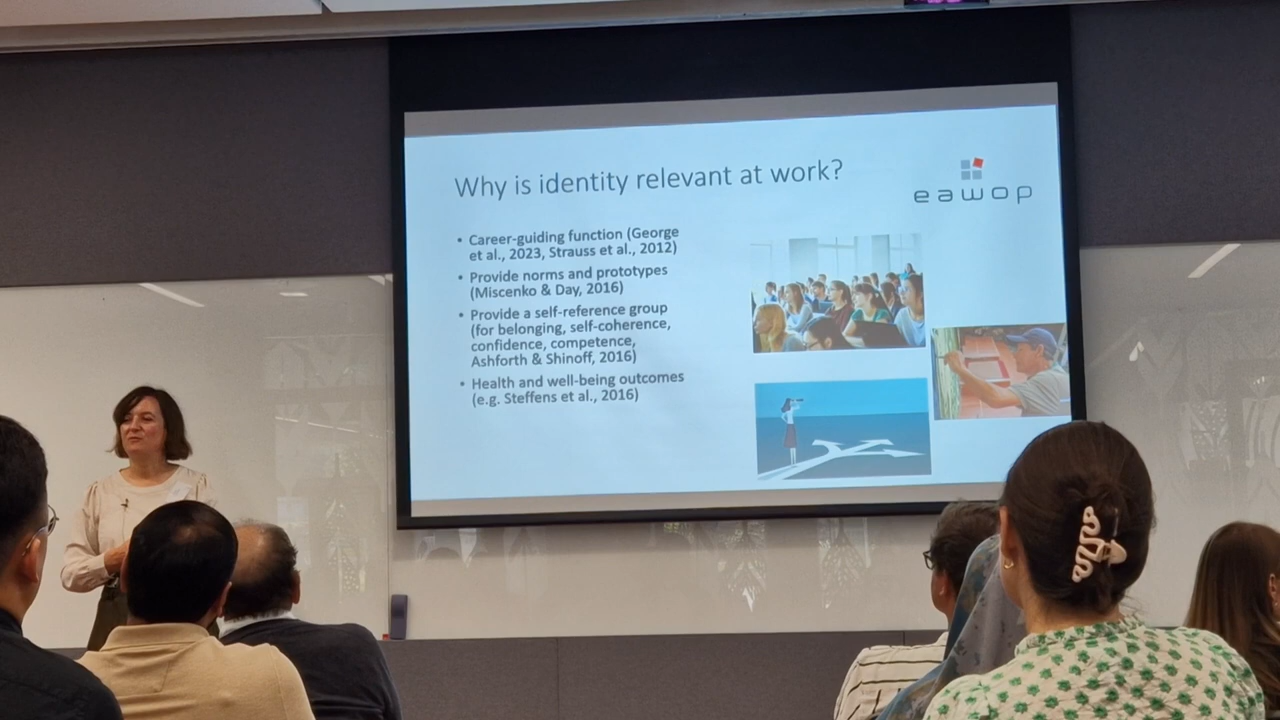 Why is identity relevant at work?
eawop
• Career-guiding function (George
et al., 2023, Strauss et al., 2012)
• Provide norms and prototypes
(Miscenko & Day, 2016)
• Provide a self-reference group
(for belonging, self-coherence,
confidence, competence,
Ashforth & Shinoff, 2016)
• Health and well-being outcomes
(e.g. Steffens et al., 2016)